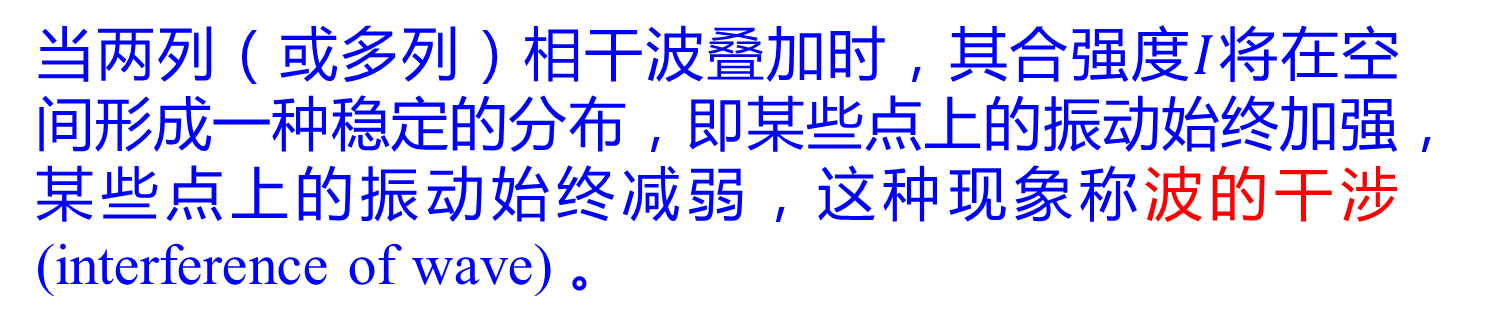 当两列（或多列）相干波叠加时，其合强度I将在空
间形成一种稳定的分布，即某些点上的振动始终加强，
某些点上的振动始终减弱，这种现象称波的干涉
(interference of wave) 。